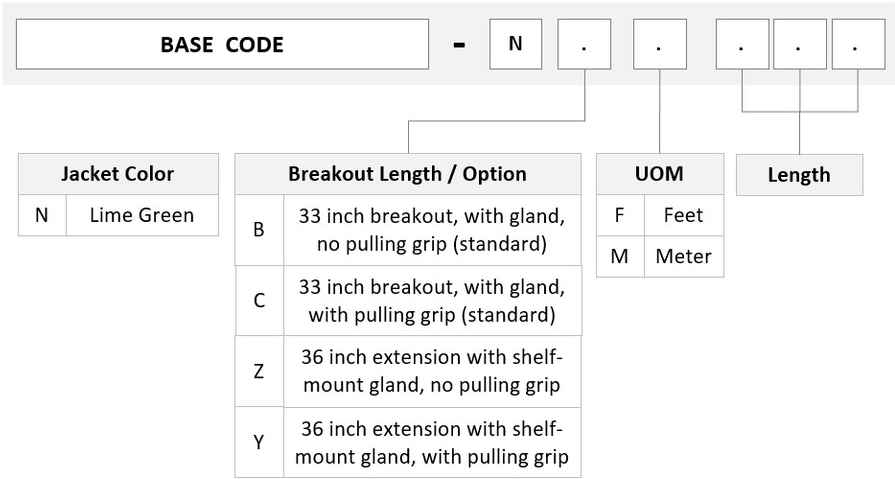 BASE CODE - N . . . . .
Jacket Color
N Lime Green
Breakout Length / Option
B 33 inch breakout, with gland,
no pulling grip (standard)
C 33 inch breakout, with gland,
with pulling grip (standard)
Z 36 inch extension with shelf-
mount gland, no pulling grip
Y 36 inch extension with shelf-
mount gland, with pulling grip
UOM
F Feet
M Meter
Length